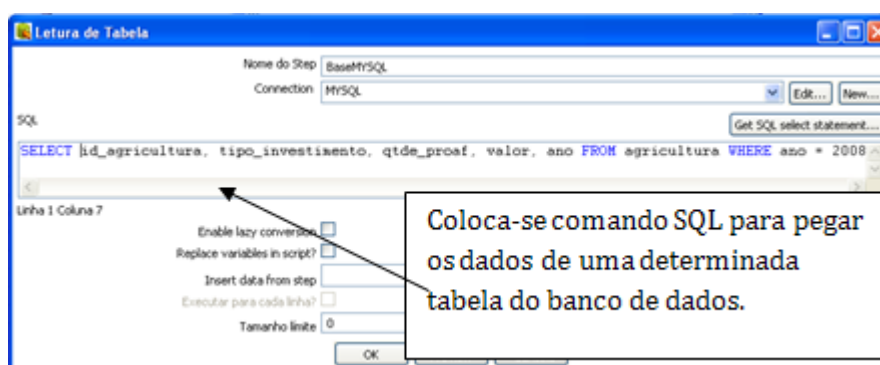 Letura de Tabela
Nome do Step BaseMYSQL
Connection MYSQL Edit... New...
SQL Get SQL select statement...
SELECT id_agricultura, tipo_investimento, qtde_proaf, valor, ano FROM agricultura WHERE ano = 2008
Linha 1 Coluna 7
Enable lazy conversion
Replace variables in script?
Insert data from step
Executar para cada linha?
Tamanho limite 0
OK
Coloca-se comando SQL para pegar
os dados de uma determinada
tabela do banco de dados.